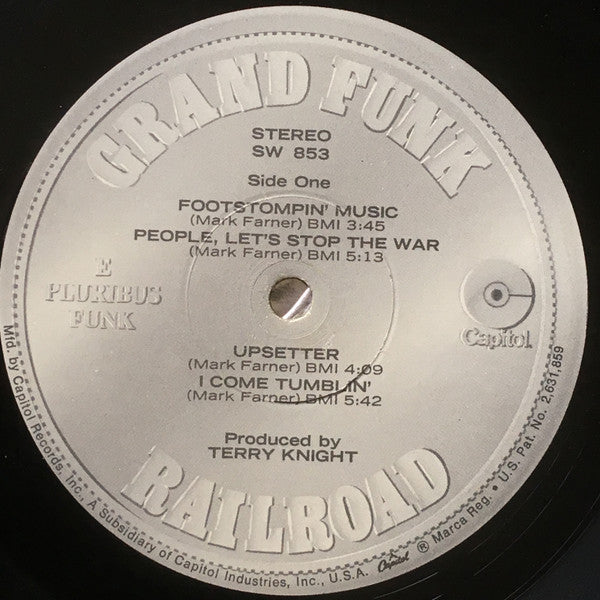 GRAND FUNK
STEREO
SW 853
Side One
FOOTSTOMPIN' MUSIC
(Mark Farner) BMI 3:45
PEOPLE, LET'S STOP THE WAR
(Mark Farner) BMI 5:13
E
PLURIBUS
FUNK
Capitol.
UPSETTER
(Mark Farner) BMI 4:09
I COME TUMBLIN'
(Mark Farner) BMI 5:42
Produced by
TERRY KNIGHT
RAILROAD
Mfd. by Capitol Records, Inc., A Subsidiary of Capitol Industries, Inc., U.S.A. Capitol ® Marca Reg. • U.S. Pat. No. 2,631,859